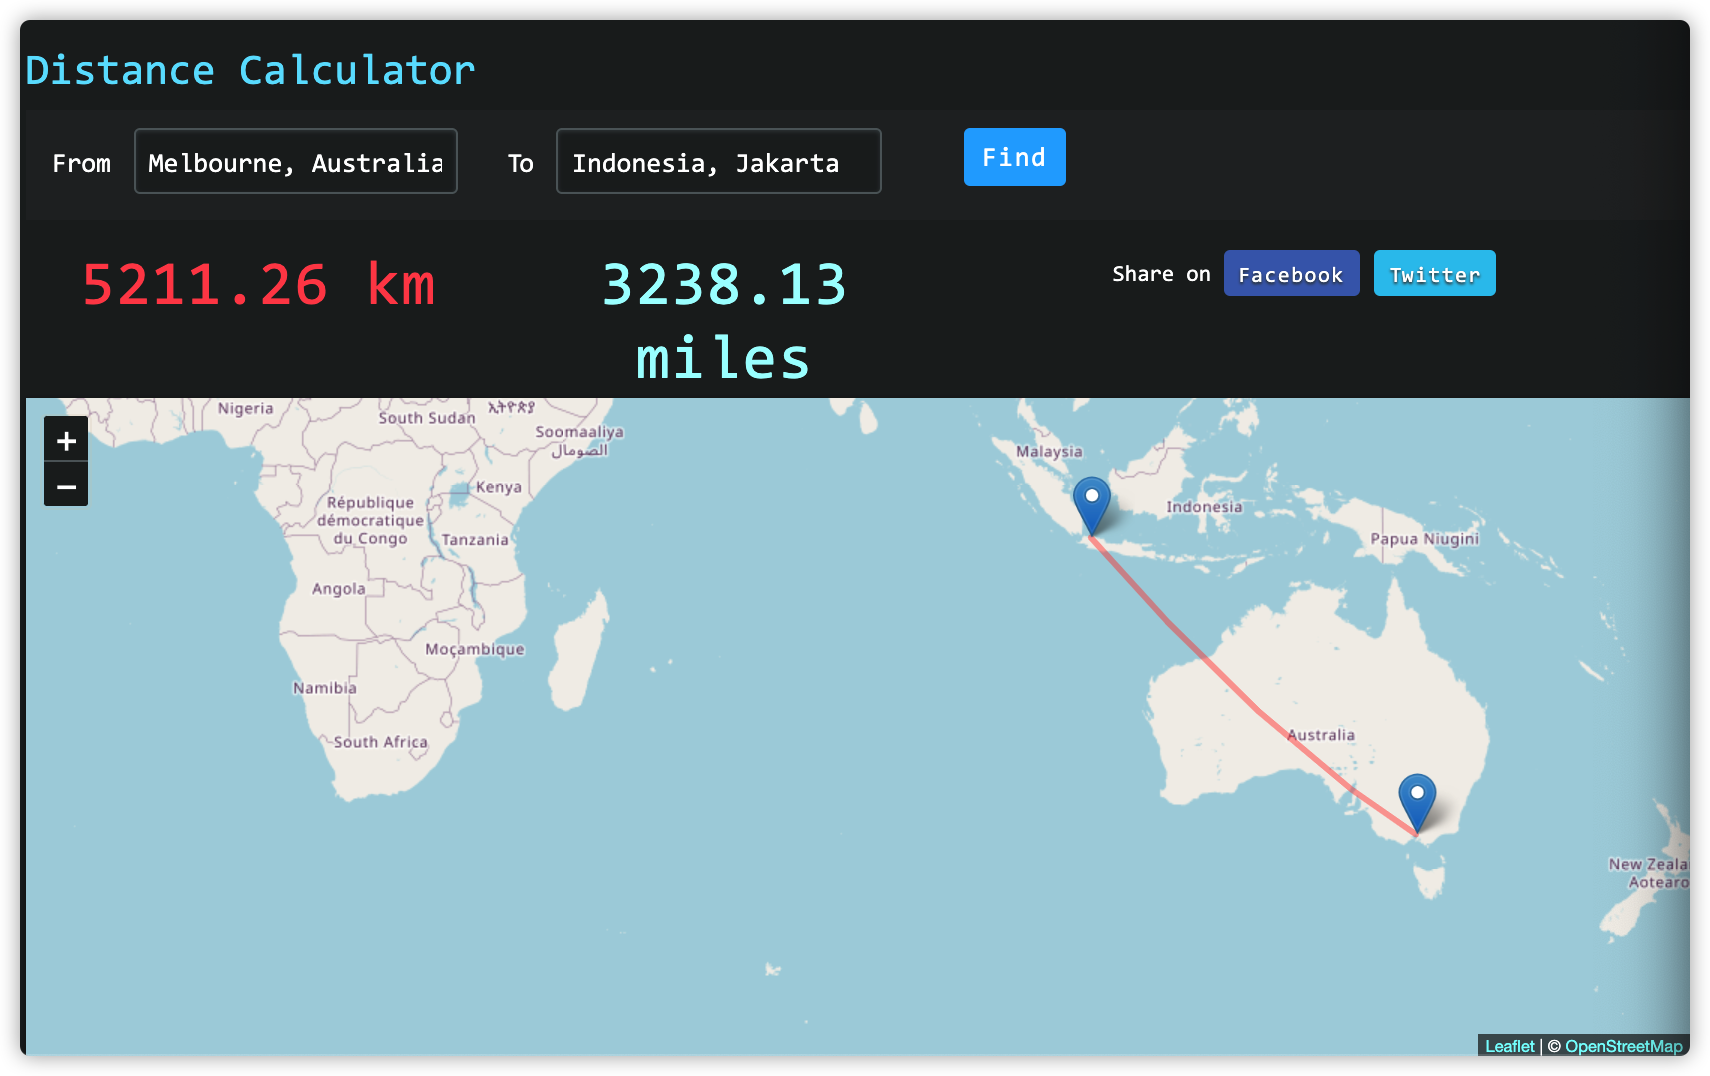 Distance Calculator
From Melbourne, Australia To Indonesia, Jakarta Find
5211.26 km 3238.13 miles
Share on Facebook Twitter
+
−
Nigeria
South Sudan
ኢትዮጵያ
Soomaaliya
الصومال
Kenya
République
démocratique
du Congo
Tanzania
Angola
Moçambique
Namibia
South Africa
Malaysia
Indonesia
Papua Niugini
Australia
New Zeala
Aotearo
Leaflet | © OpenStreetMap